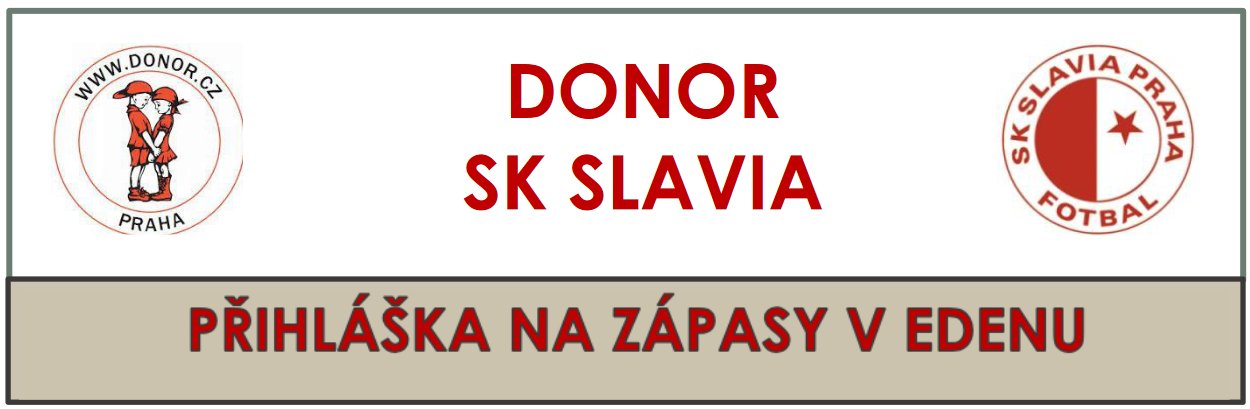 WWW.DONOR.CZ
PRAHA
DONOR
SK SLAVIA
SK SLAVIA PRAHA
FOTBAL
PŘIHLÁŠKA NA ZÁPASY V EDENU